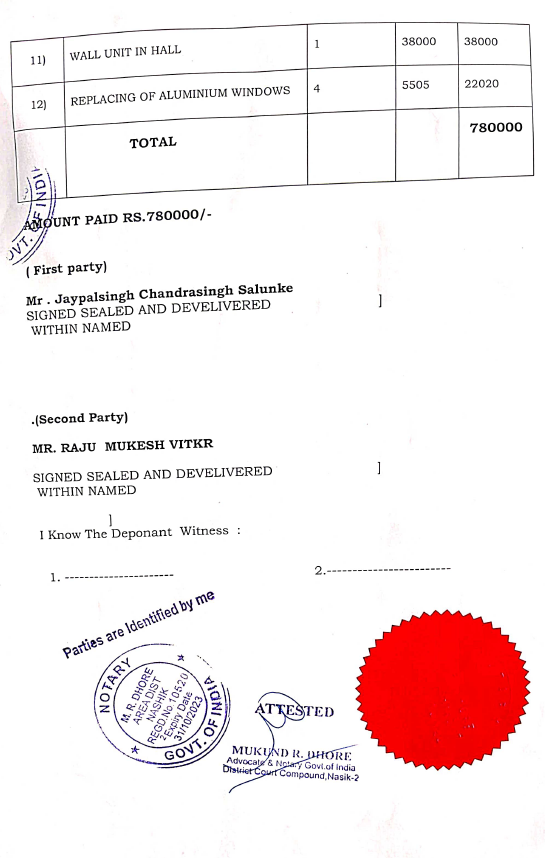 11) WALL UNIT IN HALL 1 38000 38000
12) REPLACING OF ALUMINIUM WINDOWS 4 5505 22020
TOTAL 780000
OVT. OF INDI
AMOUNT PAID RS.780000/-
( First party)
Mr . Jaypalsingh Chandrasingh Salunke
SIGNED SEALED AND DEVELIVERED ]
WITHIN NAMED
.(Second Party)
MR. RAJU MUKESH VITKR
SIGNED SEALED AND DEVELIVERED ]
WITHIN NAMED
]
I Know The Deponant Witness :
1. ---------------------- 2.-------------------------
Parties are Identified by me
NOTARY
M. R. DHORE
AREA DIST
NASHIK
REGD.No.10520
Expiry Date
31/10/2023
GOVT. OF INDIA
ATTESTED
MUKUND R. DHORE
Advocate & Notary Govt.of India
District Court Compound,Nasik-2